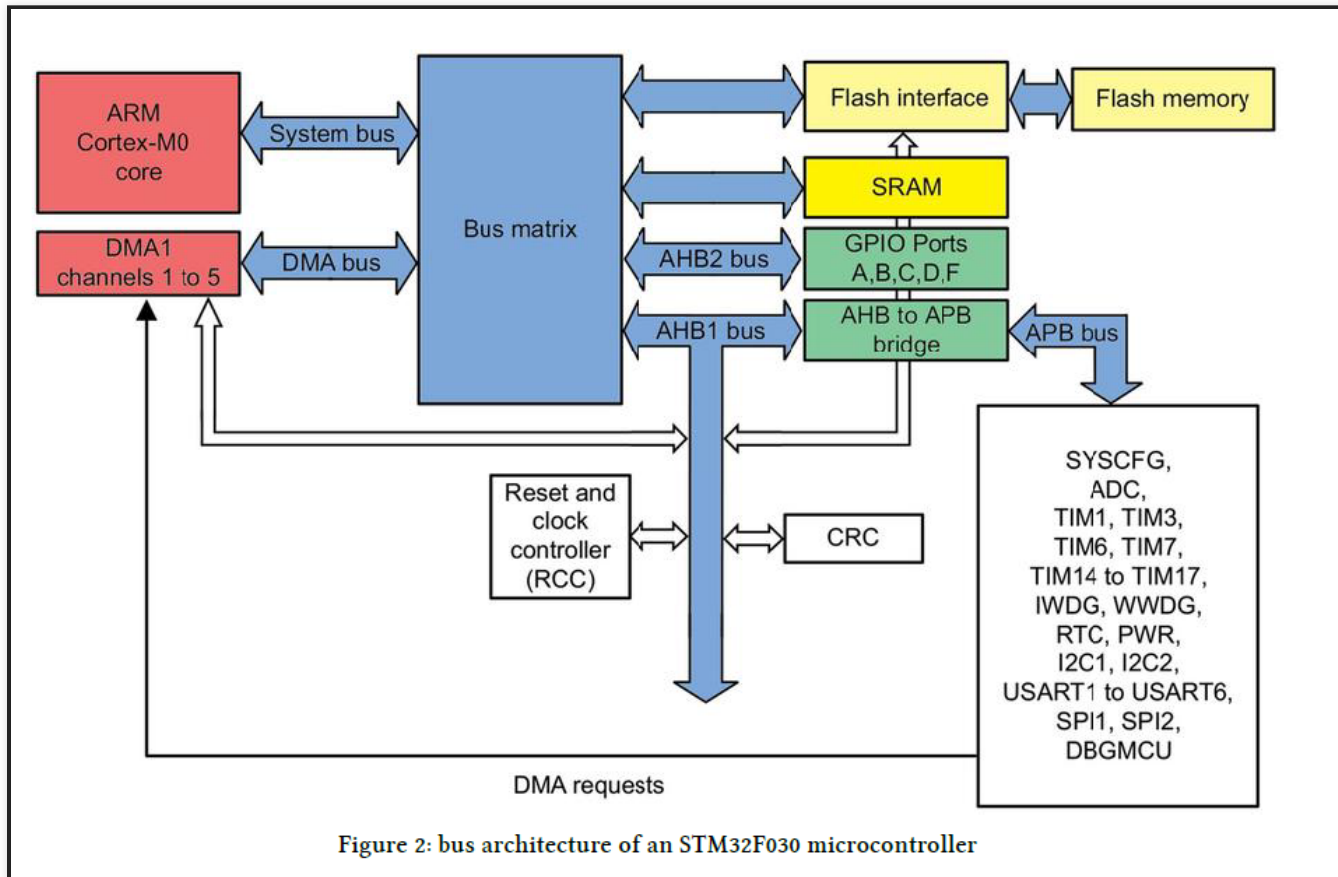 ARM
Cortex-M0
core
System bus
DMA1
channels 1 to 5
DMA bus
Bus matrix
Flash interface
Flash memory
SRAM
AHB2 bus
GPIO Ports
A,B,C,D,F
AHB1 bus
AHB to APB
bridge
APB bus
Reset and
clock
controller
(RCC)
CRC
SYSCFG,
ADC,
TIM1, TIM3,
TIM6, TIM7,
TIM14 to TIM17,
IWDG, WWDG,
RTC, PWR,
I2C1, I2C2,
USART1 to USART6,
SPI1, SPI2,
DBGMCU
DMA requests
Figure 2: bus architecture of an STM32F030 microcontroller